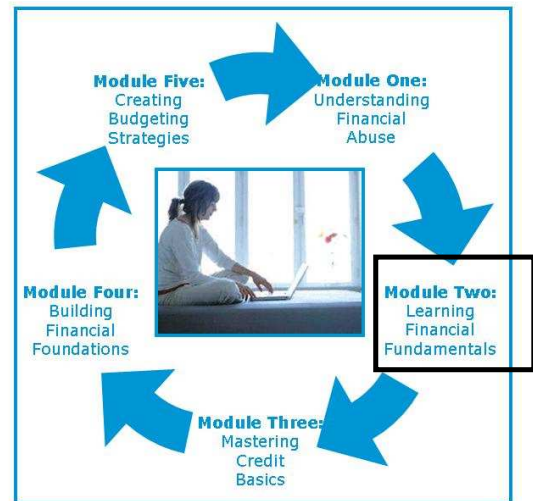 Module Five:
Creating
Budgeting
Strategies
Module One:
Understanding
Financial
Abuse
Module Four:
Building
Financial
Foundations
Module Two:
Learning
Financial
Fundamentals
Module Three:
Mastering
Credit
Basics